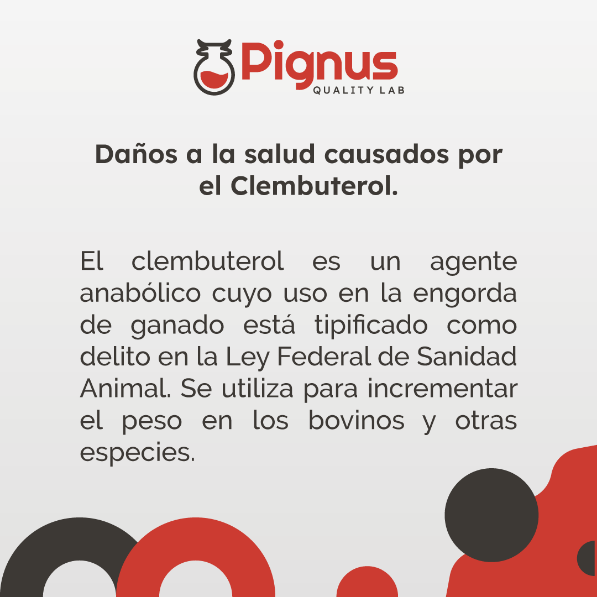 Pignus
QUALITY LAB
Daños a la salud causados por
el Clembuterol.
El clembuterol es un agente
anabólico cuyo uso en la engorda
de ganado está tipificado como
delito en la Ley Federal de Sanidad
Animal. Se utiliza para incrementar
el peso en los bovinos y otras
especies.